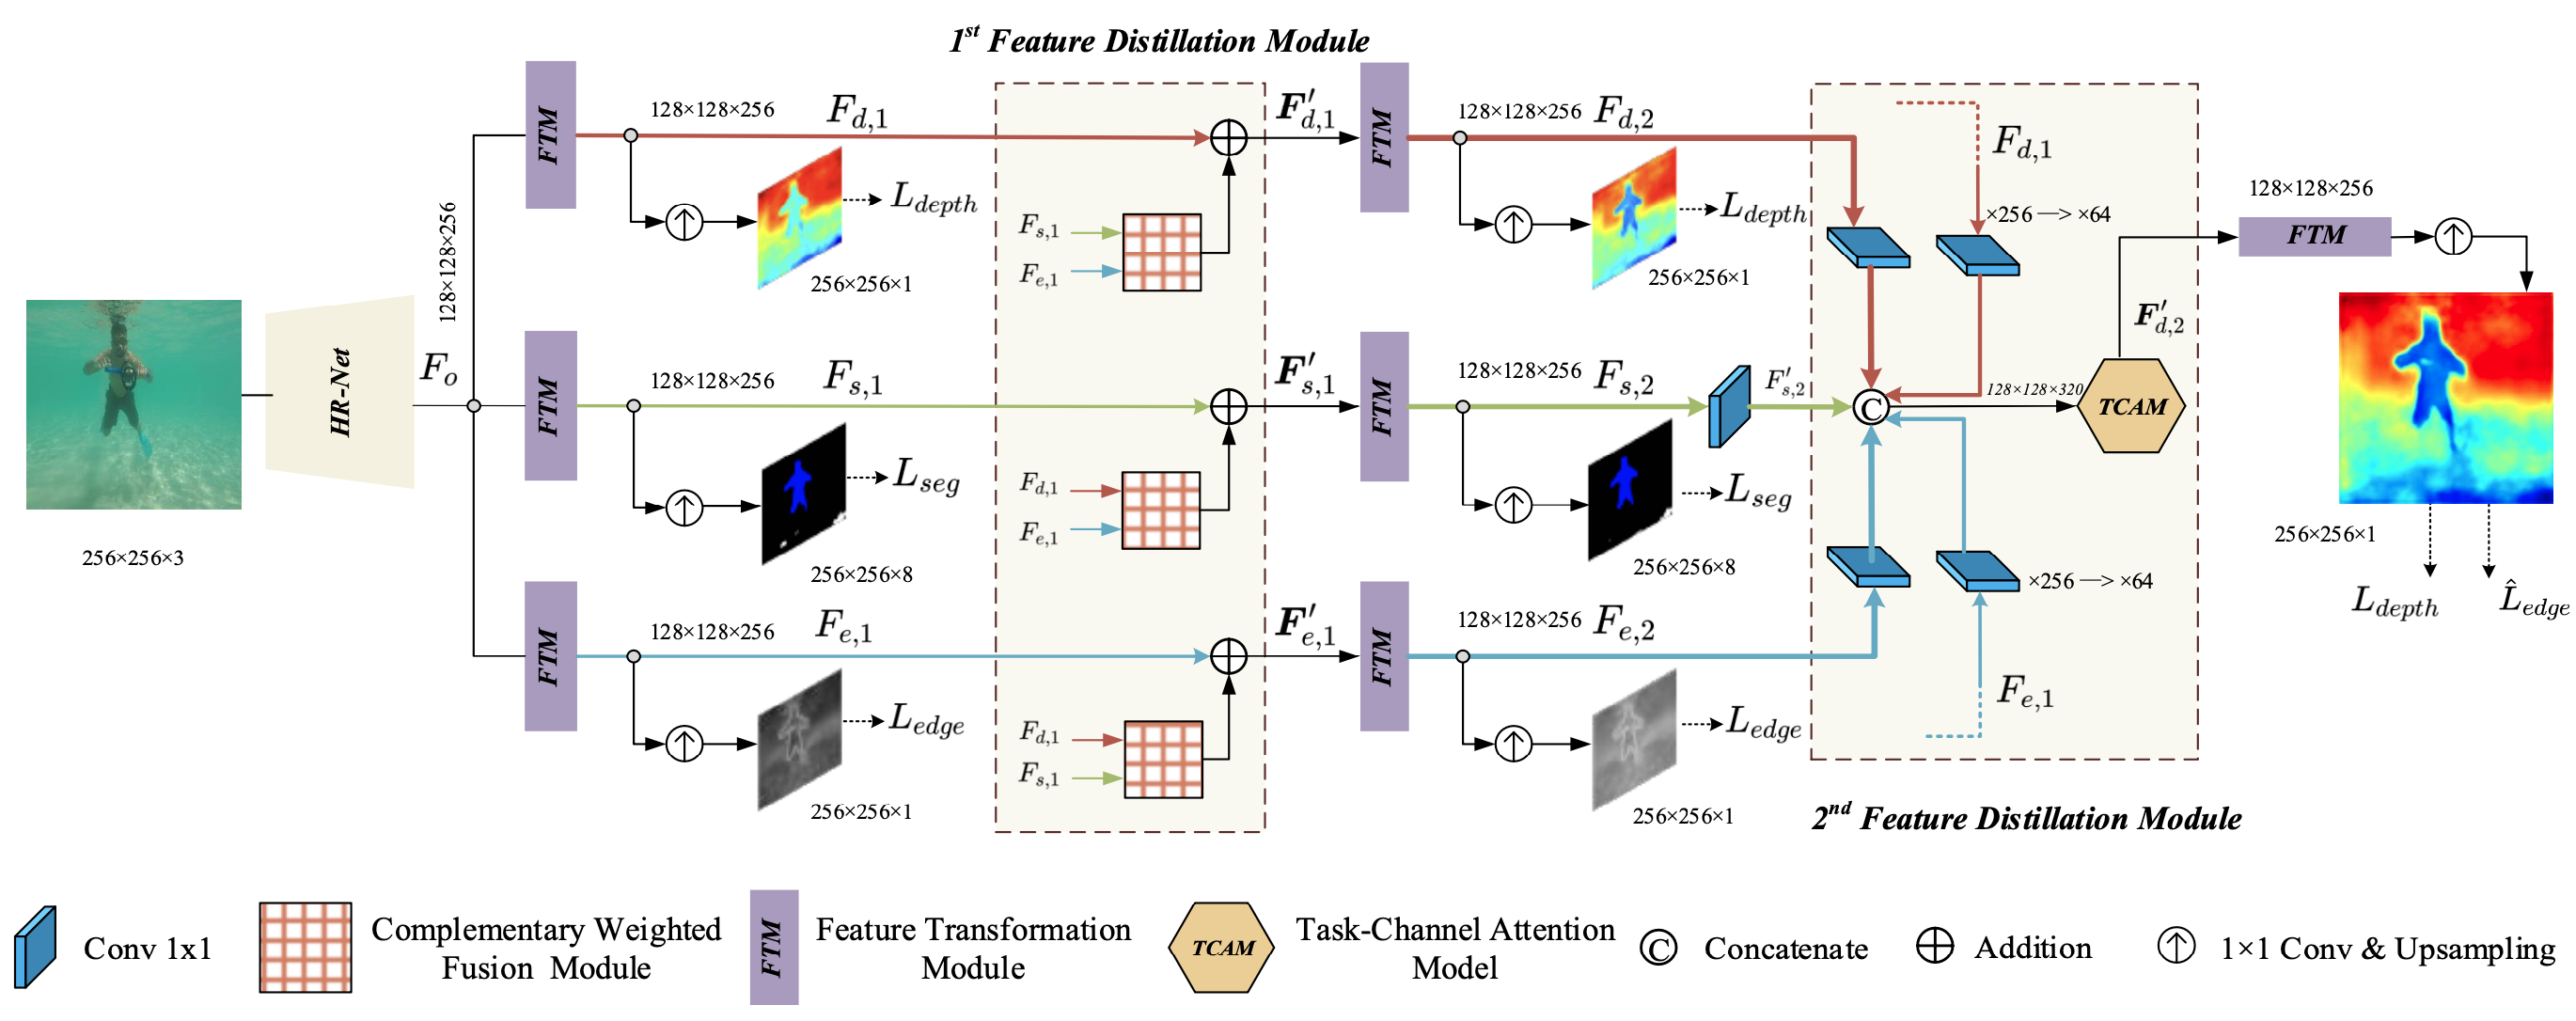 1st Feature Distillation Module
FTM
128×128×256
F_{d,1}
F'_{d,1}
FTM
128×128×256
F_{d,2}
F_{d,1}
L_{depth}
F_{s,1}
F_{e,1}
256×256×1
L_{depth}
256×256×1
×256 —> ×64
128×128×256
FTM
128×128×256
HR-Net
F_o
256×256×3
FTM
128×128×256
F_{s,1}
F'_{s,1}
FTM
128×128×256
F_{s,2}
F'_{s,2}
C
128×128×320
TCAM
F'_{d,2}
L_{seg}
F_{d,1}
F_{e,1}
256×256×8
L_{seg}
256×256×8
×256 —> ×64
256×256×1
L_{depth}
L̂_{edge}
FTM
128×128×256
F_{e,1}
F'_{e,1}
FTM
128×128×256
F_{e,2}
F_{e,1}
L_{edge}
F_{d,1}
F_{s,1}
256×256×1
L_{edge}
256×256×1
2nd Feature Distillation Module
Conv 1x1
Complementary Weighted
Fusion Module
FTM
Feature Transformation
Module
TCAM
Task-Channel Attention
Model
C
Concatenate
Addition
1×1 Conv & Upsampling